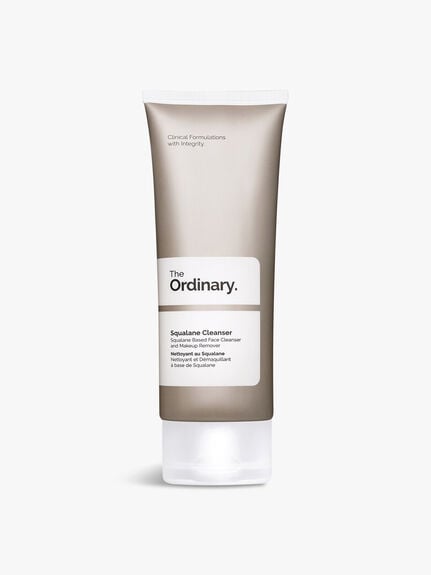 Clinical Formulations
with Integrity.
The
Ordinary.
Squalane Cleanser
Squalane Based Face Cleanser
and Makeup Remover
Nettoyant au Squalane
Nettoyant et Démaquillant
à base de Squalane